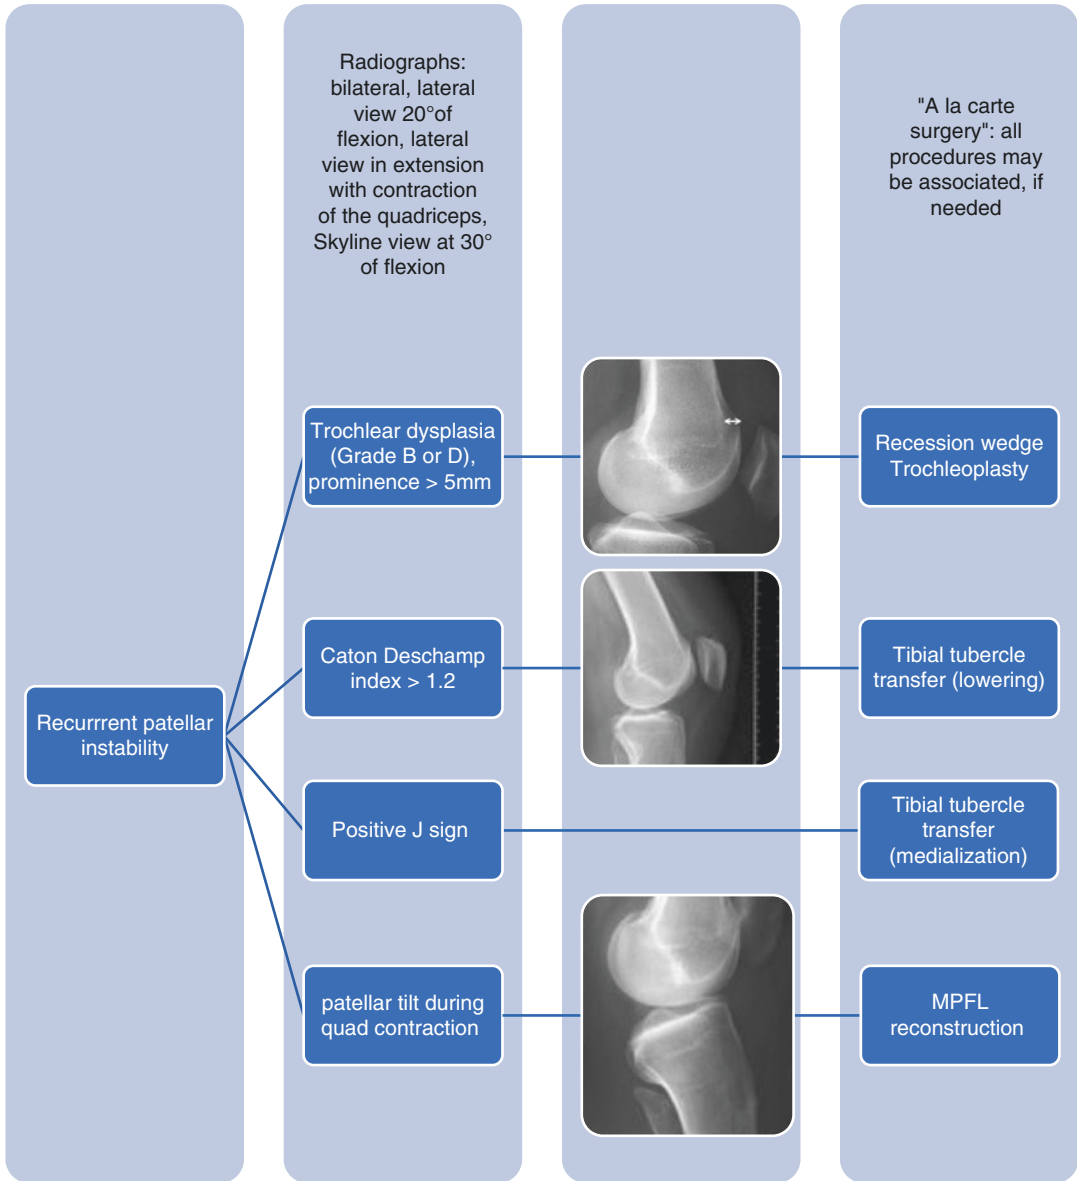 Radiographs:
bilateral, lateral
view 20°of
flexion, lateral
view in extension
with contraction
of the quadriceps,
Skyline view at 30°
of flexion
"A la carte
surgery": all
procedures may
be associated, if
needed
Trochlear dysplasia
(Grade B or D),
prominence > 5mm
Recession wedge
Trochleoplasty
Caton Deschamp
index > 1.2
Tibial tubercle
transfer (lowering)
Recurrrent patellar
instability
Positive J sign
Tibial tubercle
transfer
(medialization)
patellar tilt during
quad contraction
MPFL
reconstruction